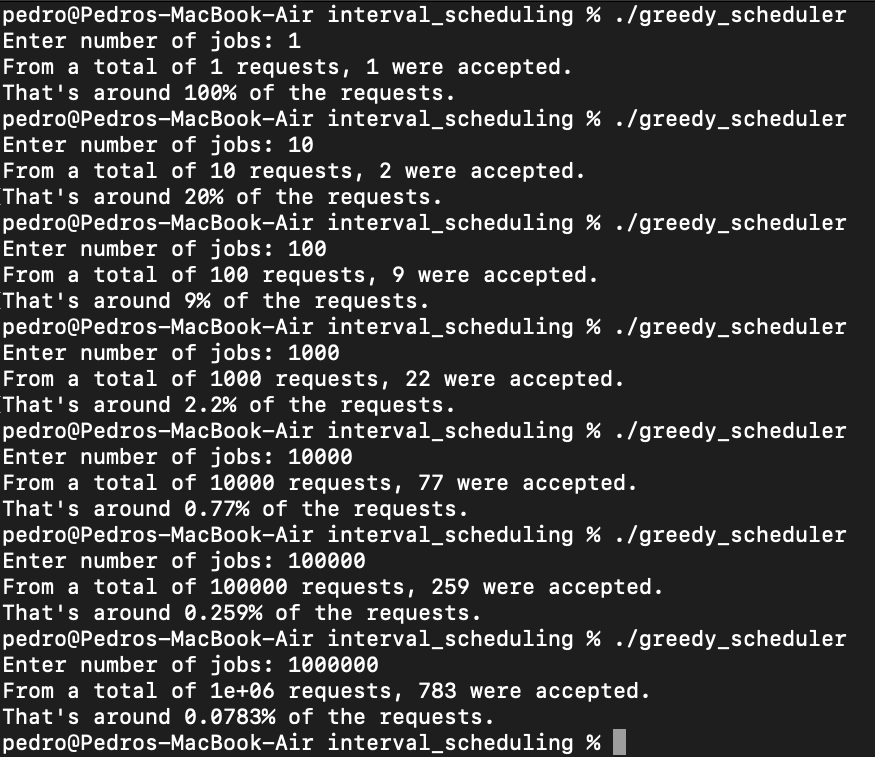 pedro@Pedros-MacBook-Air interval_scheduling % ./greedy_scheduler
Enter number of jobs: 1
From a total of 1 requests, 1 were accepted.
That's around 100% of the requests.
pedro@Pedros-MacBook-Air interval_scheduling % ./greedy_scheduler
Enter number of jobs: 10
From a total of 10 requests, 2 were accepted.
That's around 20% of the requests.
pedro@Pedros-MacBook-Air interval_scheduling % ./greedy_scheduler
Enter number of jobs: 100
From a total of 100 requests, 9 were accepted.
That's around 9% of the requests.
pedro@Pedros-MacBook-Air interval_scheduling % ./greedy_scheduler
Enter number of jobs: 1000
From a total of 1000 requests, 22 were accepted.
That's around 2.2% of the requests.
pedro@Pedros-MacBook-Air interval_scheduling % ./greedy_scheduler
Enter number of jobs: 10000
From a total of 10000 requests, 77 were accepted.
That's around 0.77% of the requests.
pedro@Pedros-MacBook-Air interval_scheduling % ./greedy_scheduler
Enter number of jobs: 100000
From a total of 100000 requests, 259 were accepted.
That's around 0.259% of the requests.
pedro@Pedros-MacBook-Air interval_scheduling % ./greedy_scheduler
Enter number of jobs: 1000000
From a total of 1e+06 requests, 783 were accepted.
That's around 0.0783% of the requests.
pedro@Pedros-MacBook-Air interval_scheduling %